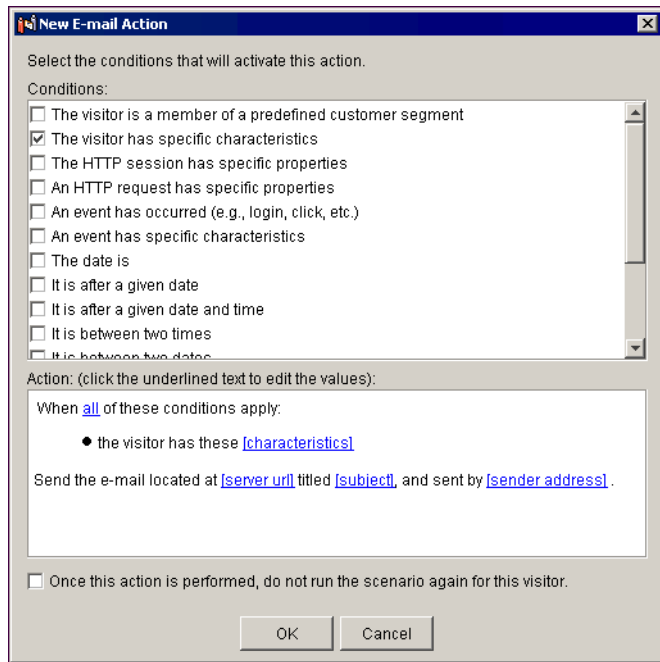 New E-mail Action
Select the conditions that will activate this action.
Conditions:
The visitor is a member of a predefined customer segment
The visitor has specific characteristics
The HTTP session has specific properties
An HTTP request has specific properties
An event has occurred (e.g., login, click, etc.)
An event has specific characteristics
The date is
It is after a given date
It is after a given date and time
It is between two times
It is between two dates
Action: (click the underlined text to edit the values):
When all of these conditions apply:
the visitor has these [characteristics]
Send the e-mail located at [server url] titled [subject], and sent by [sender address] .
Once this action is performed, do not run the scenario again for this visitor.
OK Cancel